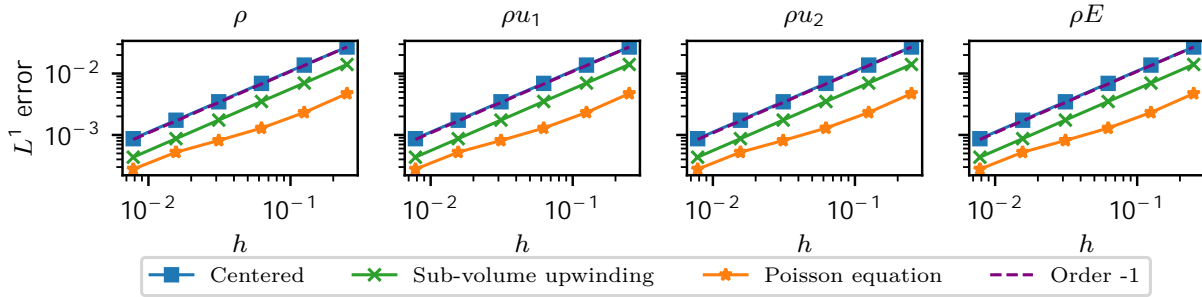 ρ ρu₁ ρu₂ ρE
L¹ error
10⁻²
10⁻³
10⁻² 10⁻¹ 10⁻² 10⁻¹ 10⁻² 10⁻¹ 10⁻² 10⁻¹
h h h h
Centered Sub-volume upwinding Poisson equation Order -1